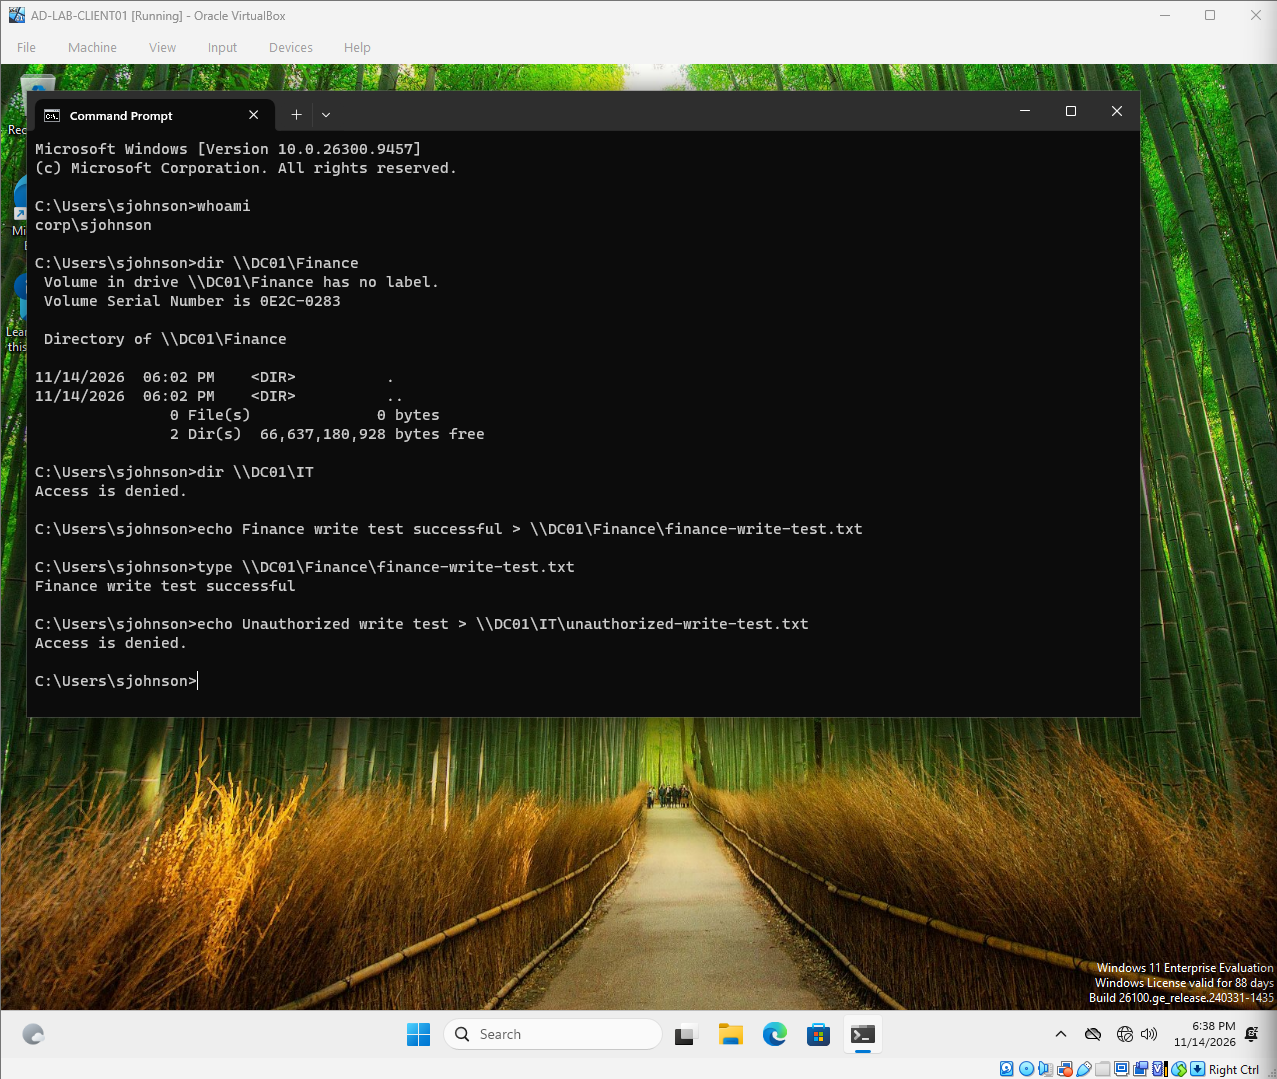 AD-LAB-CLIENT01 [Running] - Oracle VirtualBox
File Machine View Input Devices Help
Command Prompt
Microsoft Windows [Version 10.0.26300.9457]
(c) Microsoft Corporation. All rights reserved.
C:\Users\sjohnson>whoami
corp\sjohnson
C:\Users\sjohnson>dir \\DC01\Finance
Volume in drive \\DC01\Finance has no label.
Volume Serial Number is 0E2C-0283
Directory of \\DC01\Finance
11/14/2026  06:02 PM    <DIR>          .
11/14/2026  06:02 PM    <DIR>          ..
0 File(s)              0 bytes
2 Dir(s)  66,637,180,928 bytes free
C:\Users\sjohnson>dir \\DC01\IT
Access is denied.
C:\Users\sjohnson>echo Finance write test successful > \\DC01\Finance\finance-write-test.txt
C:\Users\sjohnson>type \\DC01\Finance\finance-write-test.txt
Finance write test successful
C:\Users\sjohnson>echo Unauthorized write test > \\DC01\IT\unauthorized-write-test.txt
Access is denied.
C:\Users\sjohnson>
Rec
Mi
E
Lear
this
Windows 11 Enterprise Evaluation
Windows License valid for 88 days
Build 26100.ge_release.240331-1435
Search
6:38 PM
11/14/2026
Right Ctrl